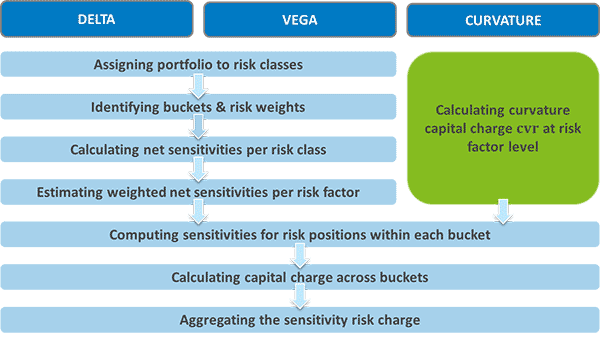 DELTA
VEGA
CURVATURE
Assigning portfolio to risk classes
Identifying buckets & risk weights
Calculating net sensitivities per risk class
Estimating weighted net sensitivities per risk factor
Calculating curvature
capital charge cvr at risk
factor level
Computing sensitivities for risk positions within each bucket
Calculating capital charge across buckets
Aggregating the sensitivity risk charge